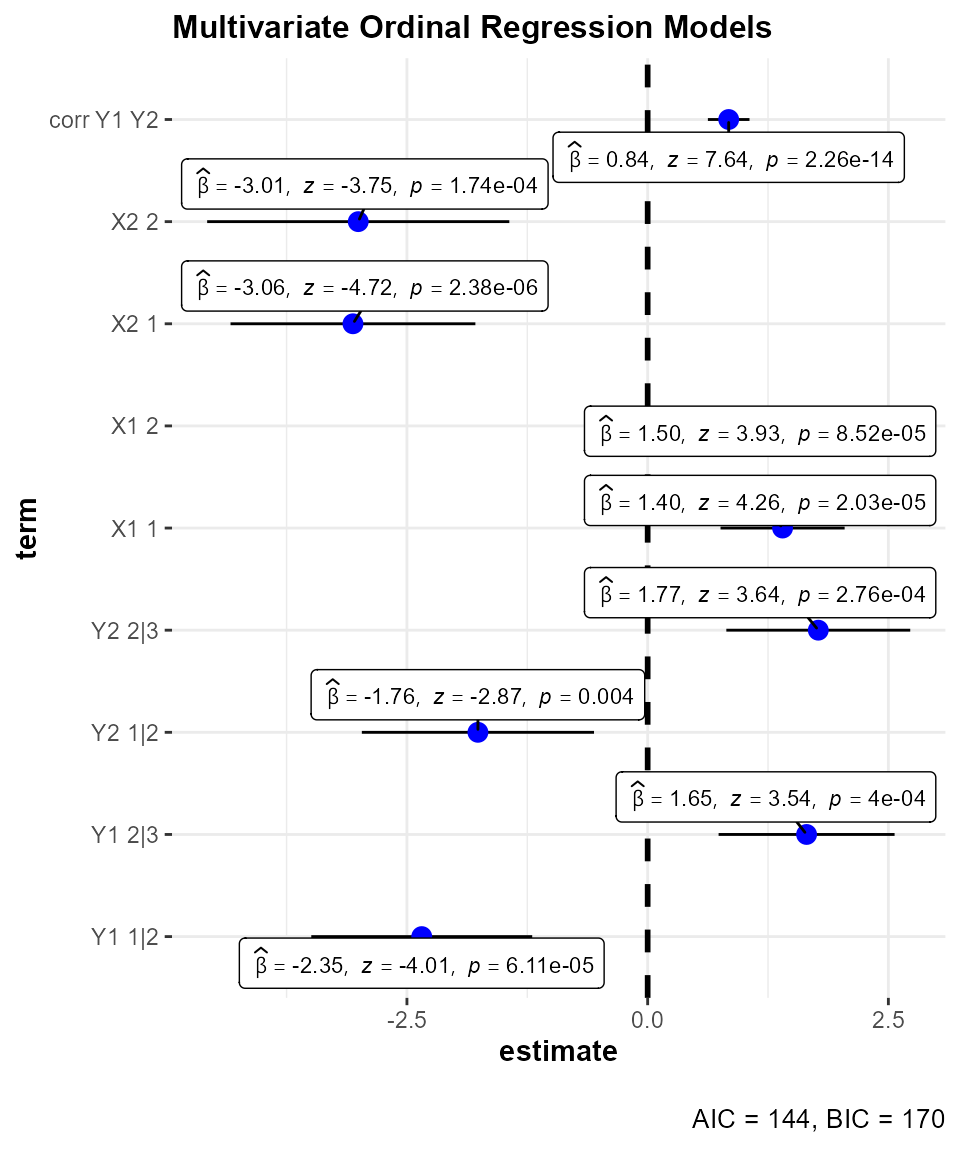 Multivariate Ordinal Regression Models
corr Y1 Y2
β̂ = 0.84, z = 7.64, p = 2.26e-14
β̂ = -3.01, z = -3.75, p = 1.74e-04
X2 2
β̂ = -3.06, z = -4.72, p = 2.38e-06
X2 1
X1 2
β̂ = 1.50, z = 3.93, p = 8.52e-05
β̂ = 1.40, z = 4.26, p = 2.03e-05
X1 1
term
β̂ = 1.77, z = 3.64, p = 2.76e-04
Y2 2|3
β̂ = -1.76, z = -2.87, p = 0.004
Y2 1|2
β̂ = 1.65, z = 3.54, p = 4e-04
Y1 2|3
Y1 1|2
β̂ = -2.35, z = -4.01, p = 6.11e-05
-2.5 0.0 2.5
estimate
AIC = 144, BIC = 170